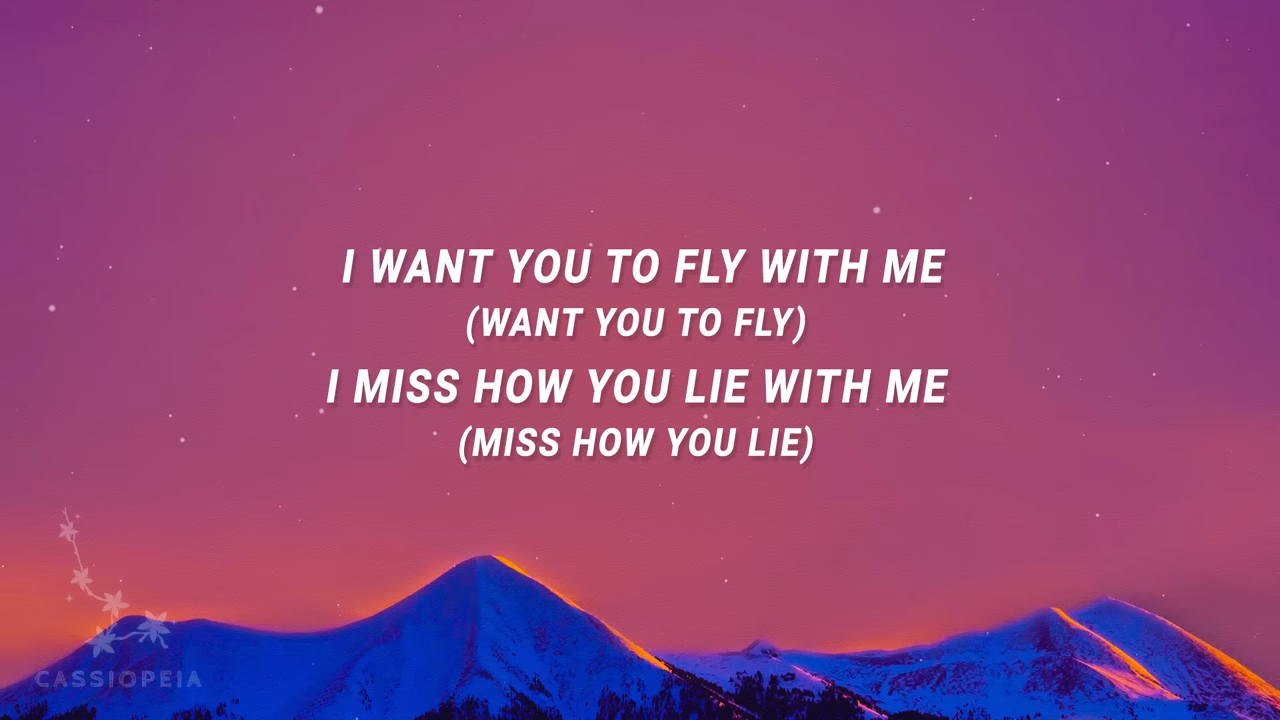 I WANT YOU TO FLY WITH ME
(WANT YOU TO FLY)
I MISS HOW YOU LIE WITH ME
(MISS HOW YOU LIE)
CASSIOPEIA